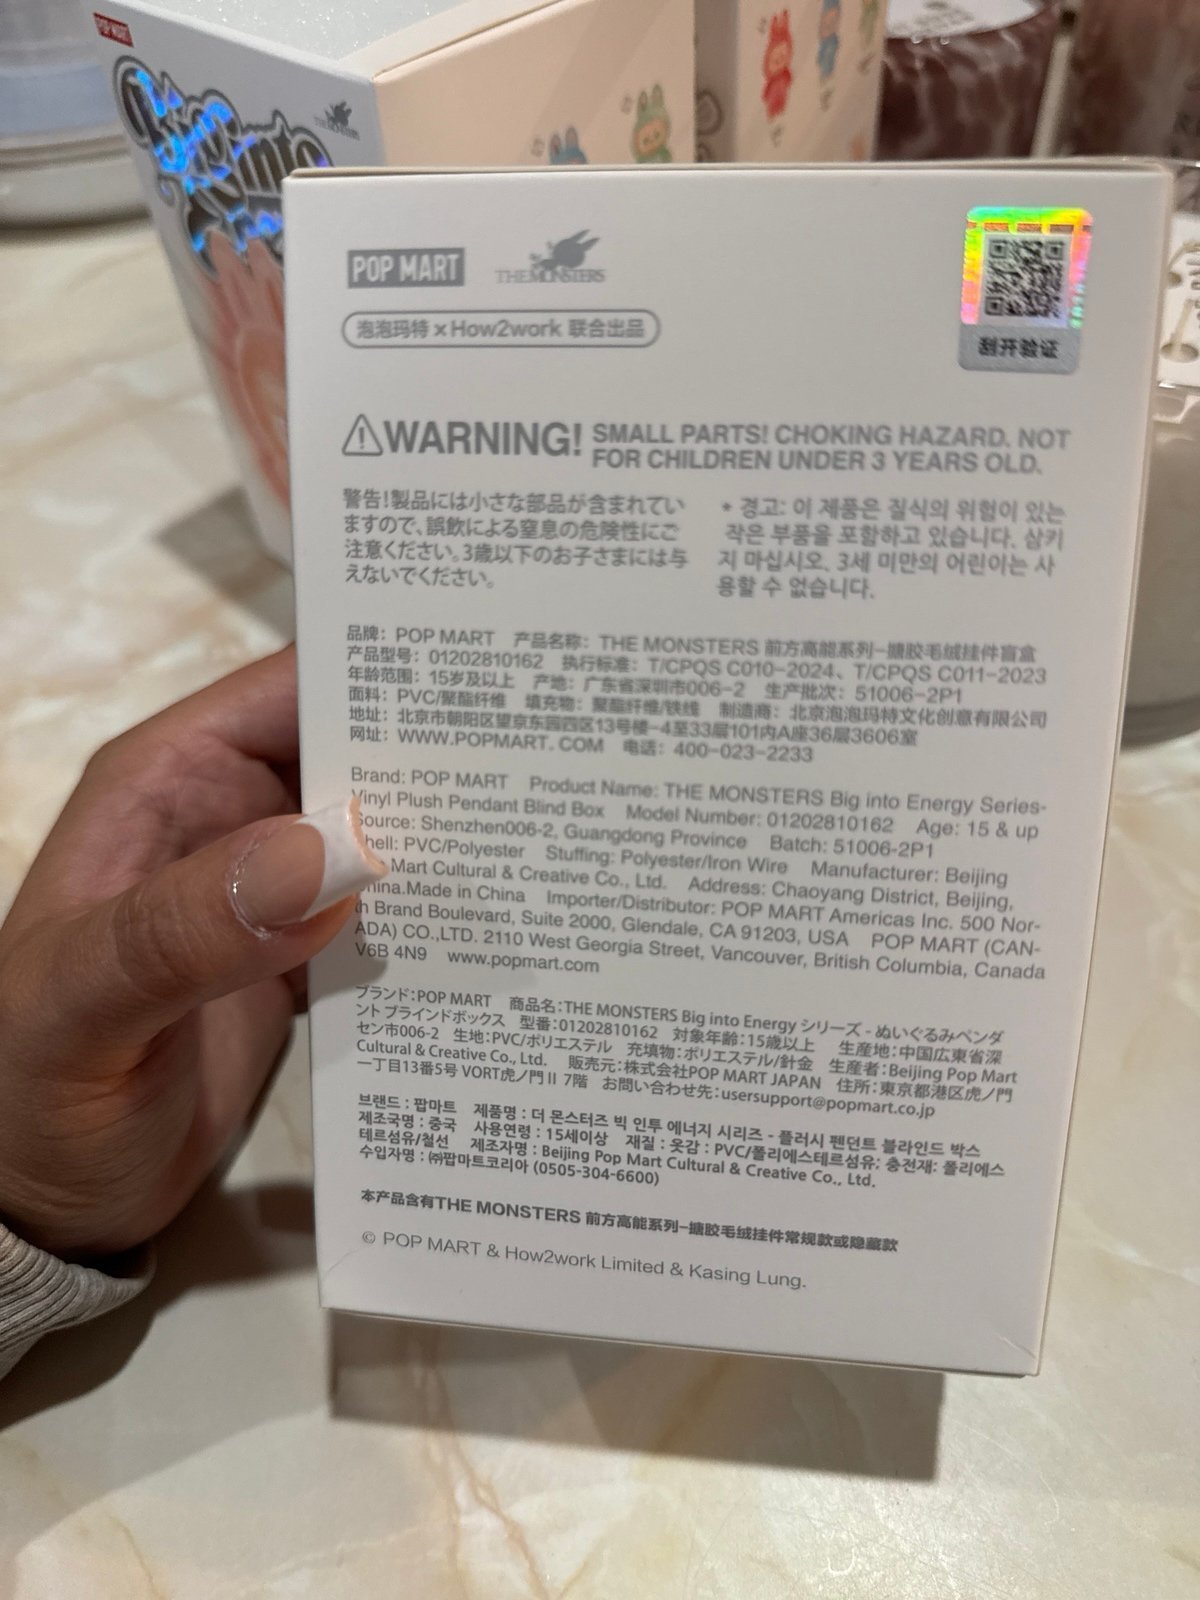 POP MART
Big into
THE MONSTERS
POP MART
THE MONSTERS
泡泡玛特×How2work 联合出品
刮开验证
WARNING! SMALL PARTS! CHOKING HAZARD. NOT
FOR CHILDREN UNDER 3 YEARS OLD.
警告!製品には小さな部品が含まれてい
ますので、誤飲による窒息の危険性にご
注意ください。3歳以下のお子さまには与
えないでください。
* 경고: 이 제품은 질식의 위험이 있는
작은 부품을 포함하고 있습니다. 삼키
지 마십시오, 3세 미만의 어린이는 사
용할 수 없습니다.
品牌：POP MART 产品名称：THE MONSTERS 前方高能系列-搪胶毛绒挂件盲盒
产品型号：01202810162 执行标准：T/CPQS C010-2024、T/CPQS C011-2023
年龄范围：15岁及以上 产地：广东省深圳市006-2 生产批次：51006-2P1
面料：PVC/聚酯纤维 填充物：聚酯纤维/铁线 制造商：北京泡泡玛特文化创意有限公司
地址：北京市朝阳区望京东园四区13号楼-4至33层101内A座36层3606室
网址：WWW.POPMART.COM 电话：400-023-2233
Brand: POP MART Product Name: THE MONSTERS Big into Energy Series-
Vinyl Plush Pendant Blind Box Model Number: 01202810162 Age: 15 & up
Source: Shenzhen006-2, Guangdong Province Batch: 51006-2P1
hell: PVC/Polyester Stuffing: Polyester/Iron Wire Manufacturer: Beijing
Mart Cultural & Creative Co., Ltd. Address: Chaoyang District, Beijing,
China.Made in China Importer/Distributor: POP MART Americas Inc. 500 Nor-
th Brand Boulevard, Suite 2000, Glendale, CA 91203, USA POP MART (CAN-
ADA) CO.,LTD. 2110 West Georgia Street, Vancouver, British Columbia, Canada
V6B 4N9 www.popmart.com
ブランド：POP MART 商品名：THE MONSTERS Big into Energy シリーズ - ぬいぐるみペンダ
ント ブラインドボックス 型番：01202810162 対象年齢：15歳以上 生産地：中国広東省深
セン市006-2 生地：PVC/ポリエステル 充填物：ポリエステル/針金 生産者：Beijing Pop Mart
Cultural & Creative Co., Ltd. 販売元：株式会社POP MART JAPAN 住所：東京都港区虎ノ門
一丁目13番5号 VORT虎ノ門Ⅱ 7階 お問い合わせ先：usersupport@popmart.co.jp
브랜드 : 팝마트 제품명 : 더 몬스터즈 빅 인투 에너지 시리즈 - 플러시 펜던트 블라인드 박스
제조국명 : 중국 사용연령 : 15세이상 재질 : 옷감 : PVC/폴리에스테르섬유; 충전재: 폴리에스
테르섬유/철선 제조자명 : Beijing Pop Mart Cultural & Creative Co., Ltd.
수입자명 : ㈜팝마트코리아 (0505-304-6600)
本产品含有THE MONSTERS 前方高能系列-搪胶毛绒挂件常规款或隐藏款
© POP MART & How2work Limited & Kasing Lung.